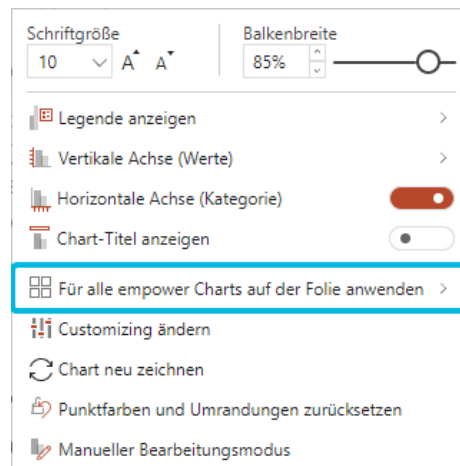 Schriftgröße Balkenbreite
10 A A 85%
Legende anzeigen
Vertikale Achse (Werte)
Horizontale Achse (Kategorie)
Chart-Titel anzeigen
Für alle empower Charts auf der Folie anwenden
Customizing ändern
Chart neu zeichnen
Punktfarben und Umrandungen zurücksetzen
Manueller Bearbeitungsmodus